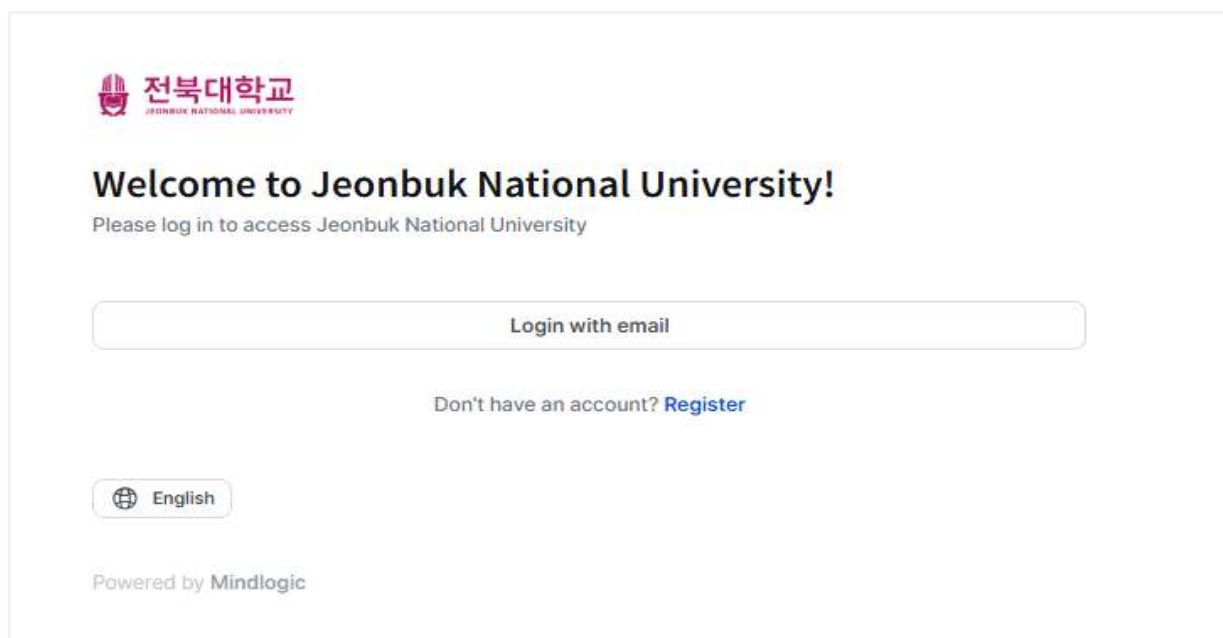 전북대학교
JEONBUK NATIONAL UNIVERSITY
Welcome to Jeonbuk National University!
Please log in to access Jeonbuk National University
Login with email
Don't have an account? Register
English
Powered by Mindlogic